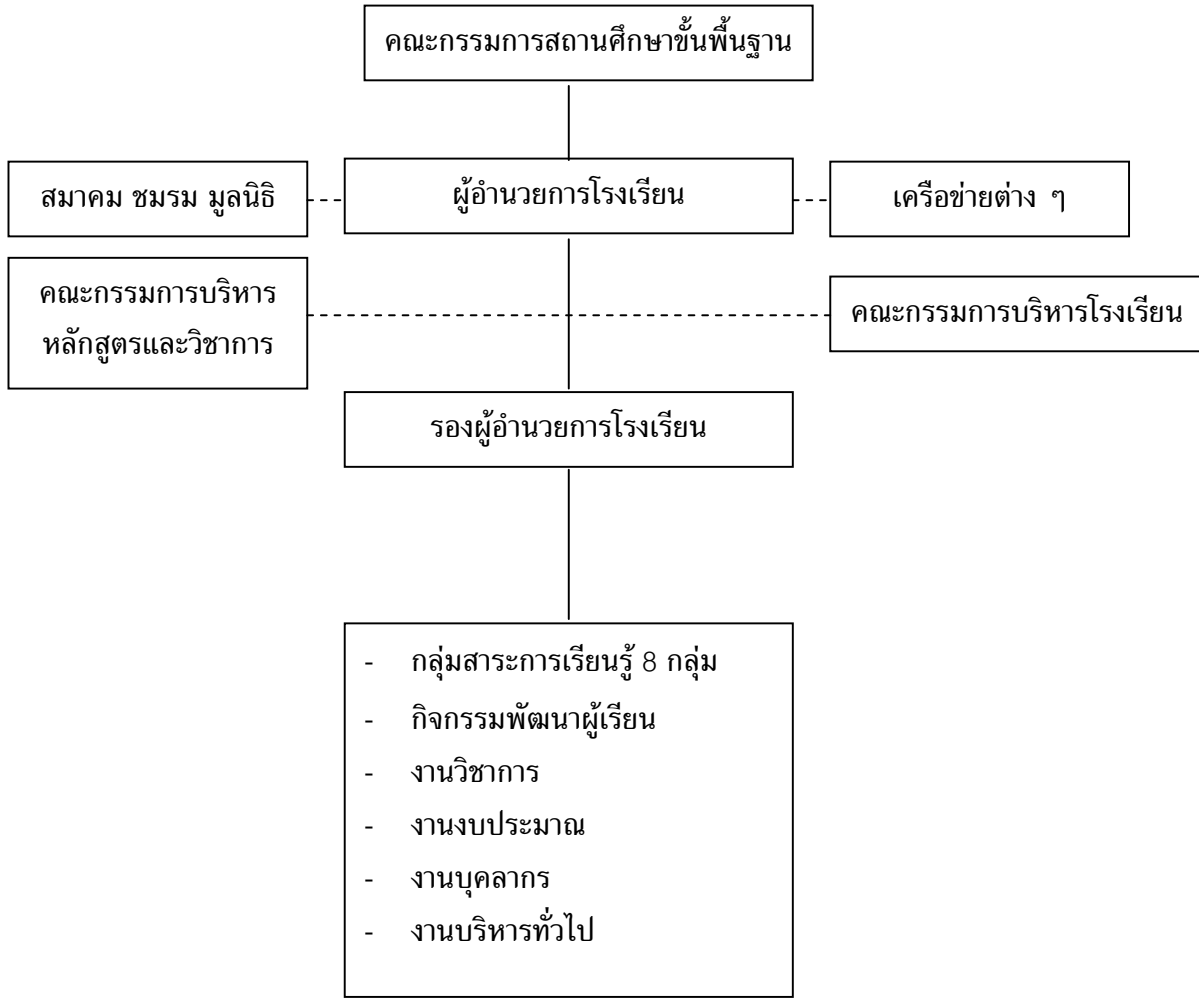 คณะกรรมการสถานศึกษาขั้นพื้นฐาน
สมาคม ชมรม มูลนิธิ
ผู้อำนวยการโรงเรียน
เครือข่ายต่าง ๆ
คณะกรรมการบริหาร
หลักสูตรและวิชาการ
คณะกรรมการบริหารโรงเรียน
รองผู้อำนวยการโรงเรียน
- กลุ่มสาระการเรียนรู้ 8 กลุ่ม
- กิจกรรมพัฒนาผู้เรียน
- งานวิชาการ
- งานงบประมาณ
- งานบุคลากร
- งานบริหารทั่วไป